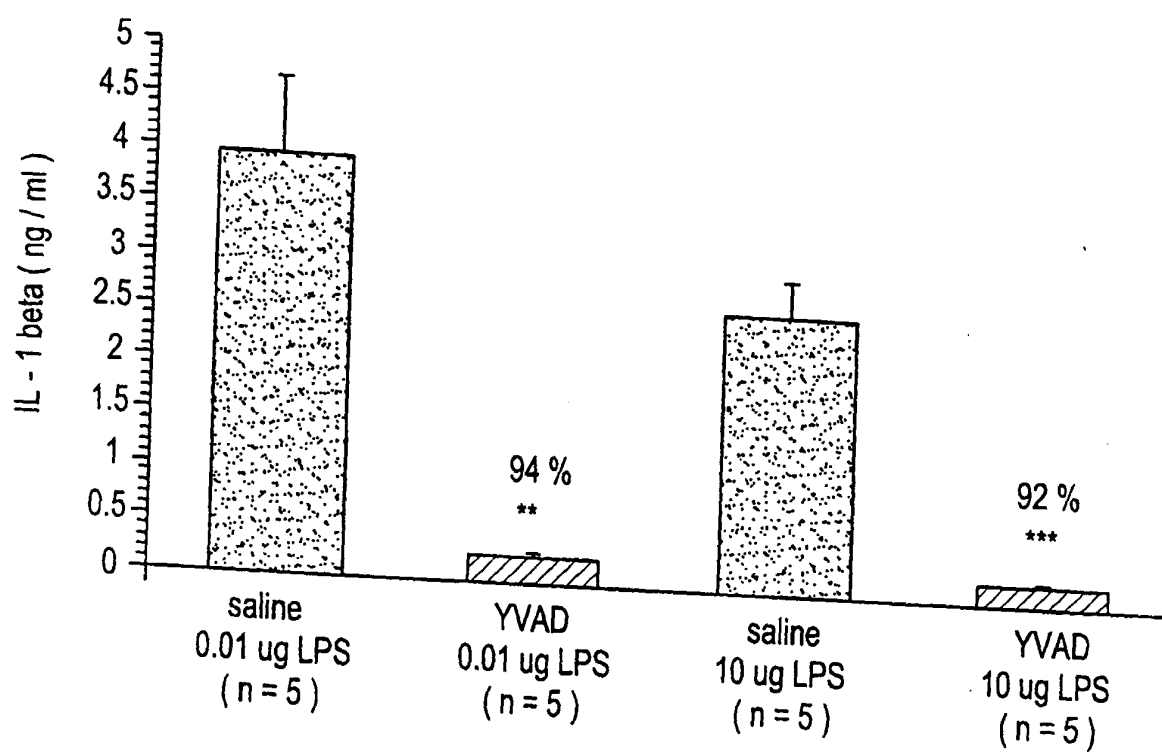 5
4.5
4
3.5
3
2.5
2
1.5
1
0.5
0
IL - 1 beta ( ng / ml )
94 %
**
92 %
***
saline
0.01 ug LPS
( n = 5 )
YVAD
0.01 ug LPS
( n = 5 )
saline
10 ug LPS
( n = 5 )
YVAD
10 ug LPS
( n = 5 )